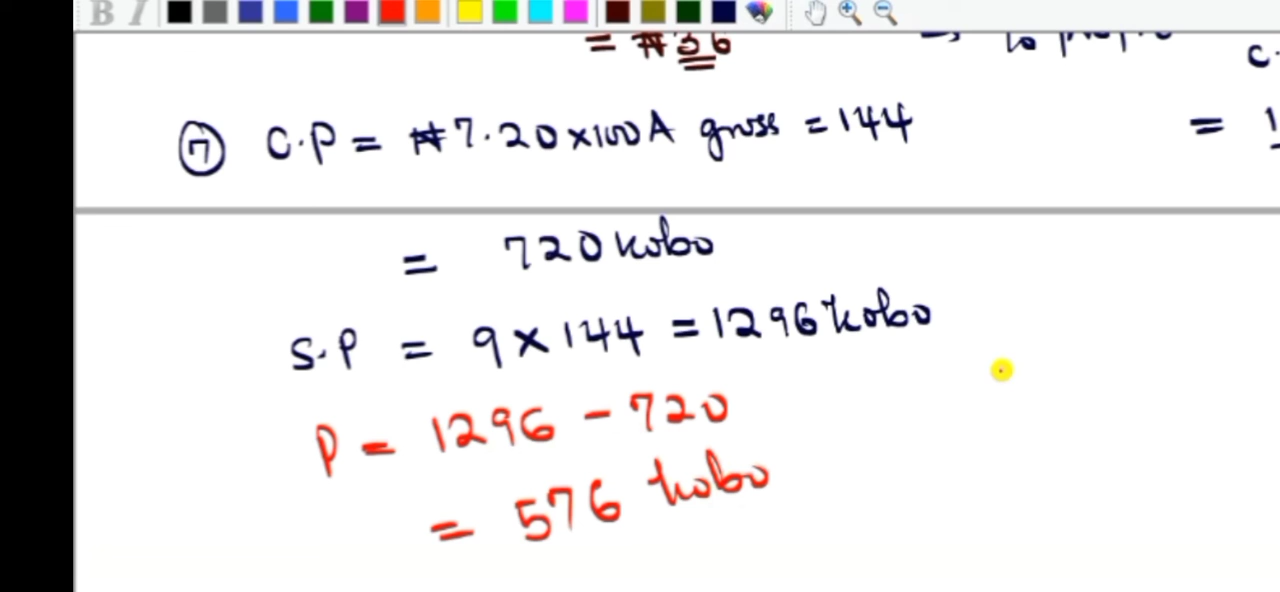 B I
= ₦36
⑦ C.P = ₦7.20×100 A gross = 144
=
= 720 kobo
S.P = 9 × 144 = 1296 kobo
P = 1296 - 720
= 576 kobo